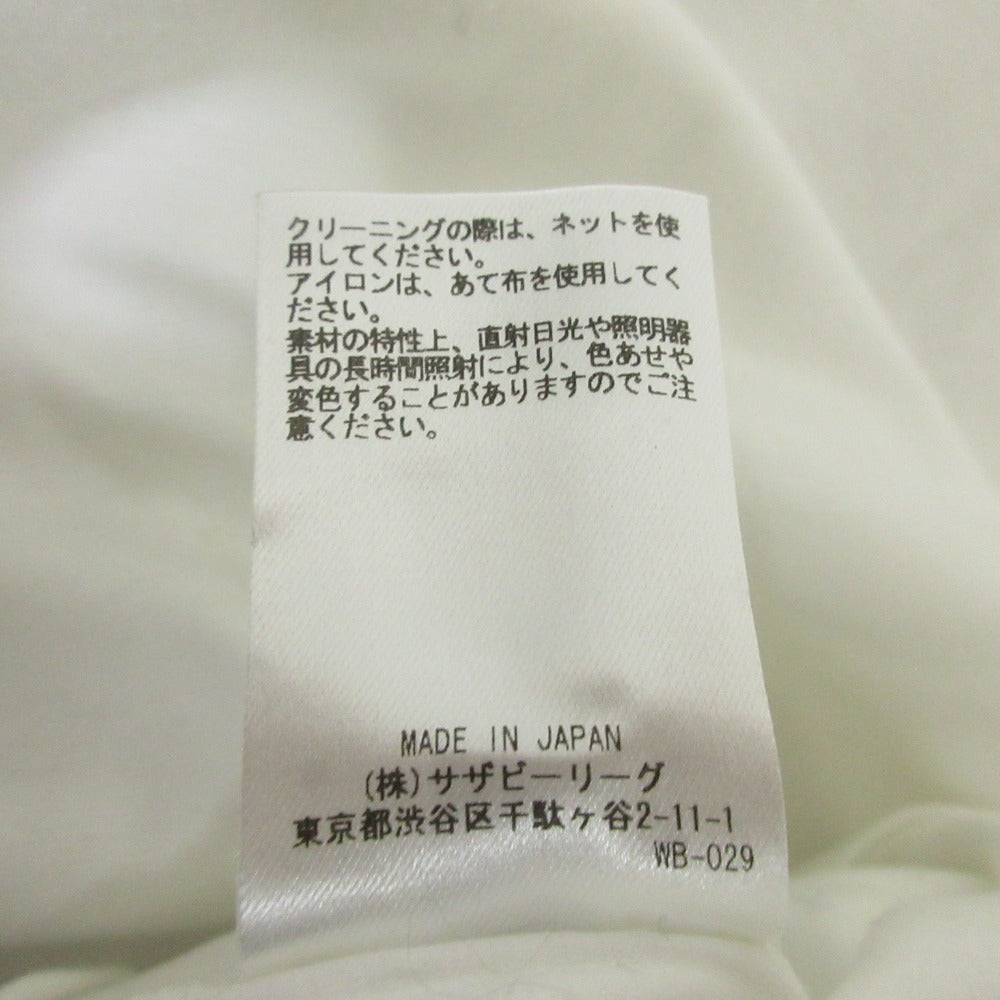 クリーニングの際は、ネットを使
用してください。
アイロンは、あて布を使用してく
ださい。
素材の特性上、直射日光や照明器
具の長時間照射により、色あせや
変色することがありますのでご注
意ください。
MADE IN JAPAN
(株)サザビーリーグ
東京都渋谷区千駄ヶ谷2-11-1
WB-029